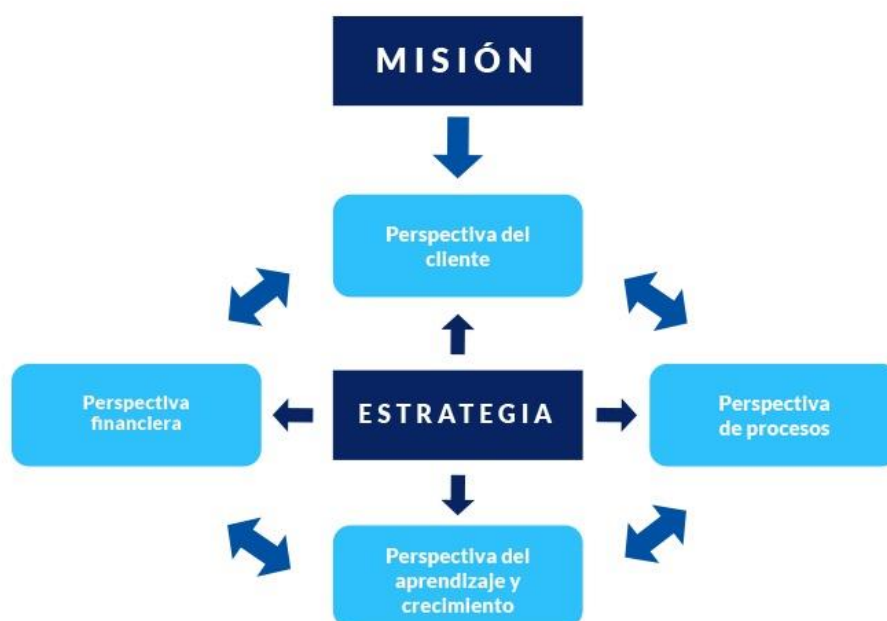 MISIÓN
Perspectiva del
cliente
Perspectiva
financiera
ESTRATEGIA
Perspectiva
de procesos
Perspectiva del
aprendizaje y
crecimiento